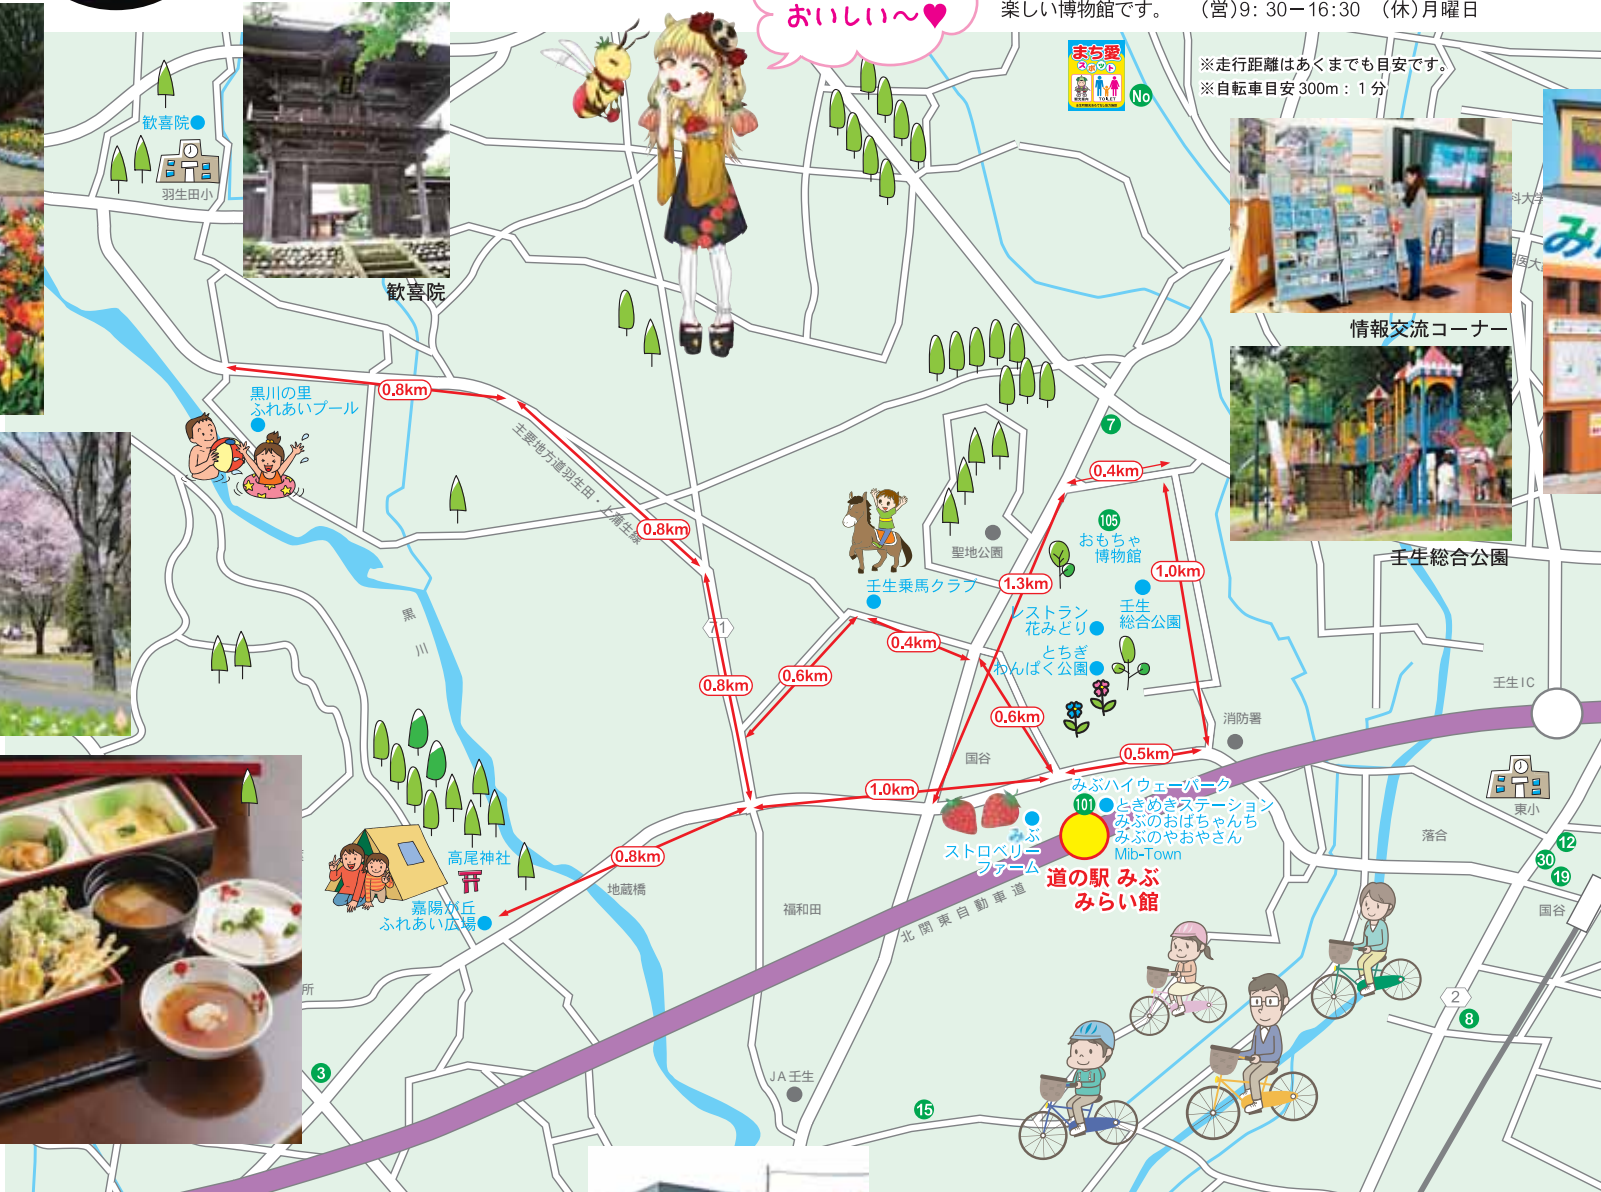 おいしい～♥
楽しい博物館です。　（営）9：30ー16:30　（休）月曜日
まち愛
スポット
TOILET
No
※走行距離はあくまでも目安です。
※自転車目安300m：1分
歓喜院
羽生田小
歓喜院
科大学
医大
み
情報交流コーナー
0.8km
黒川の里
ふれあいプール
主要地方道羽生田・上蒲生線
7
0.4km
0.8km
105
おもちゃ
博物館
聖地公園
壬生総合公園
1.3km
1.0km
壬生乗馬クラブ
黒川
71
0.4km
レストラン
花みどり
壬生
総合公園
とちぎ
わんぱく公園
0.6km
0.8km
0.6km
壬生IC
消防署
国谷
0.5km
1.0km
みぶハイウェーパーク
101
ときめきステーション
みぶのおばちゃんち
みぶのやおやさん
Mib-Town
みぶ
ストロベリー
ファーム
道の駅 みぶ
みらい館
東小
落合
12
30
19
国谷
0.8km
高尾神社
地蔵橋
嘉陽が丘
ふれあい広場
福和田
北関東自動車道
所
2
8
3
JA壬生
15